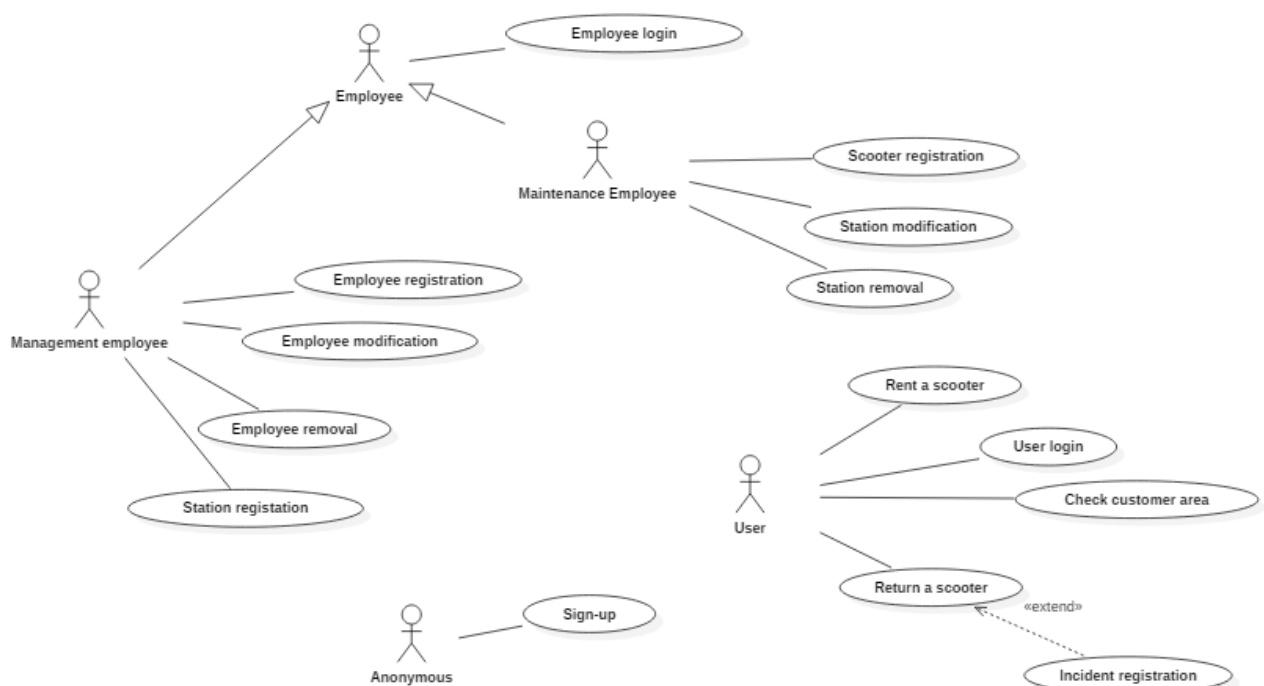 Employee login
Employee
Scooter registration
Maintenance Employee
Station modification
Employee registration
Station removal
Management employee
Employee modification
Rent a scooter
Employee removal
User login
Check customer area
Station registation
User
Return a scooter
«extend»
Sign-up
Anonymous
Incident registration